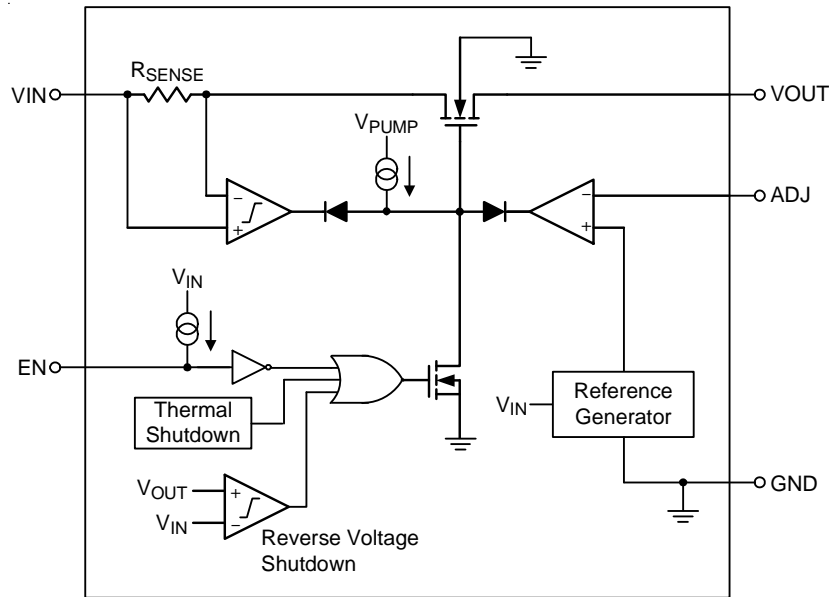 RSENSE
VIN
VOUT
VPUMP
ADJ
−
+
−
+
VIN
EN
Thermal
Shutdown
VIN
Reference
Generator
VOUT
+
VIN
−
GND
Reverse Voltage
Shutdown